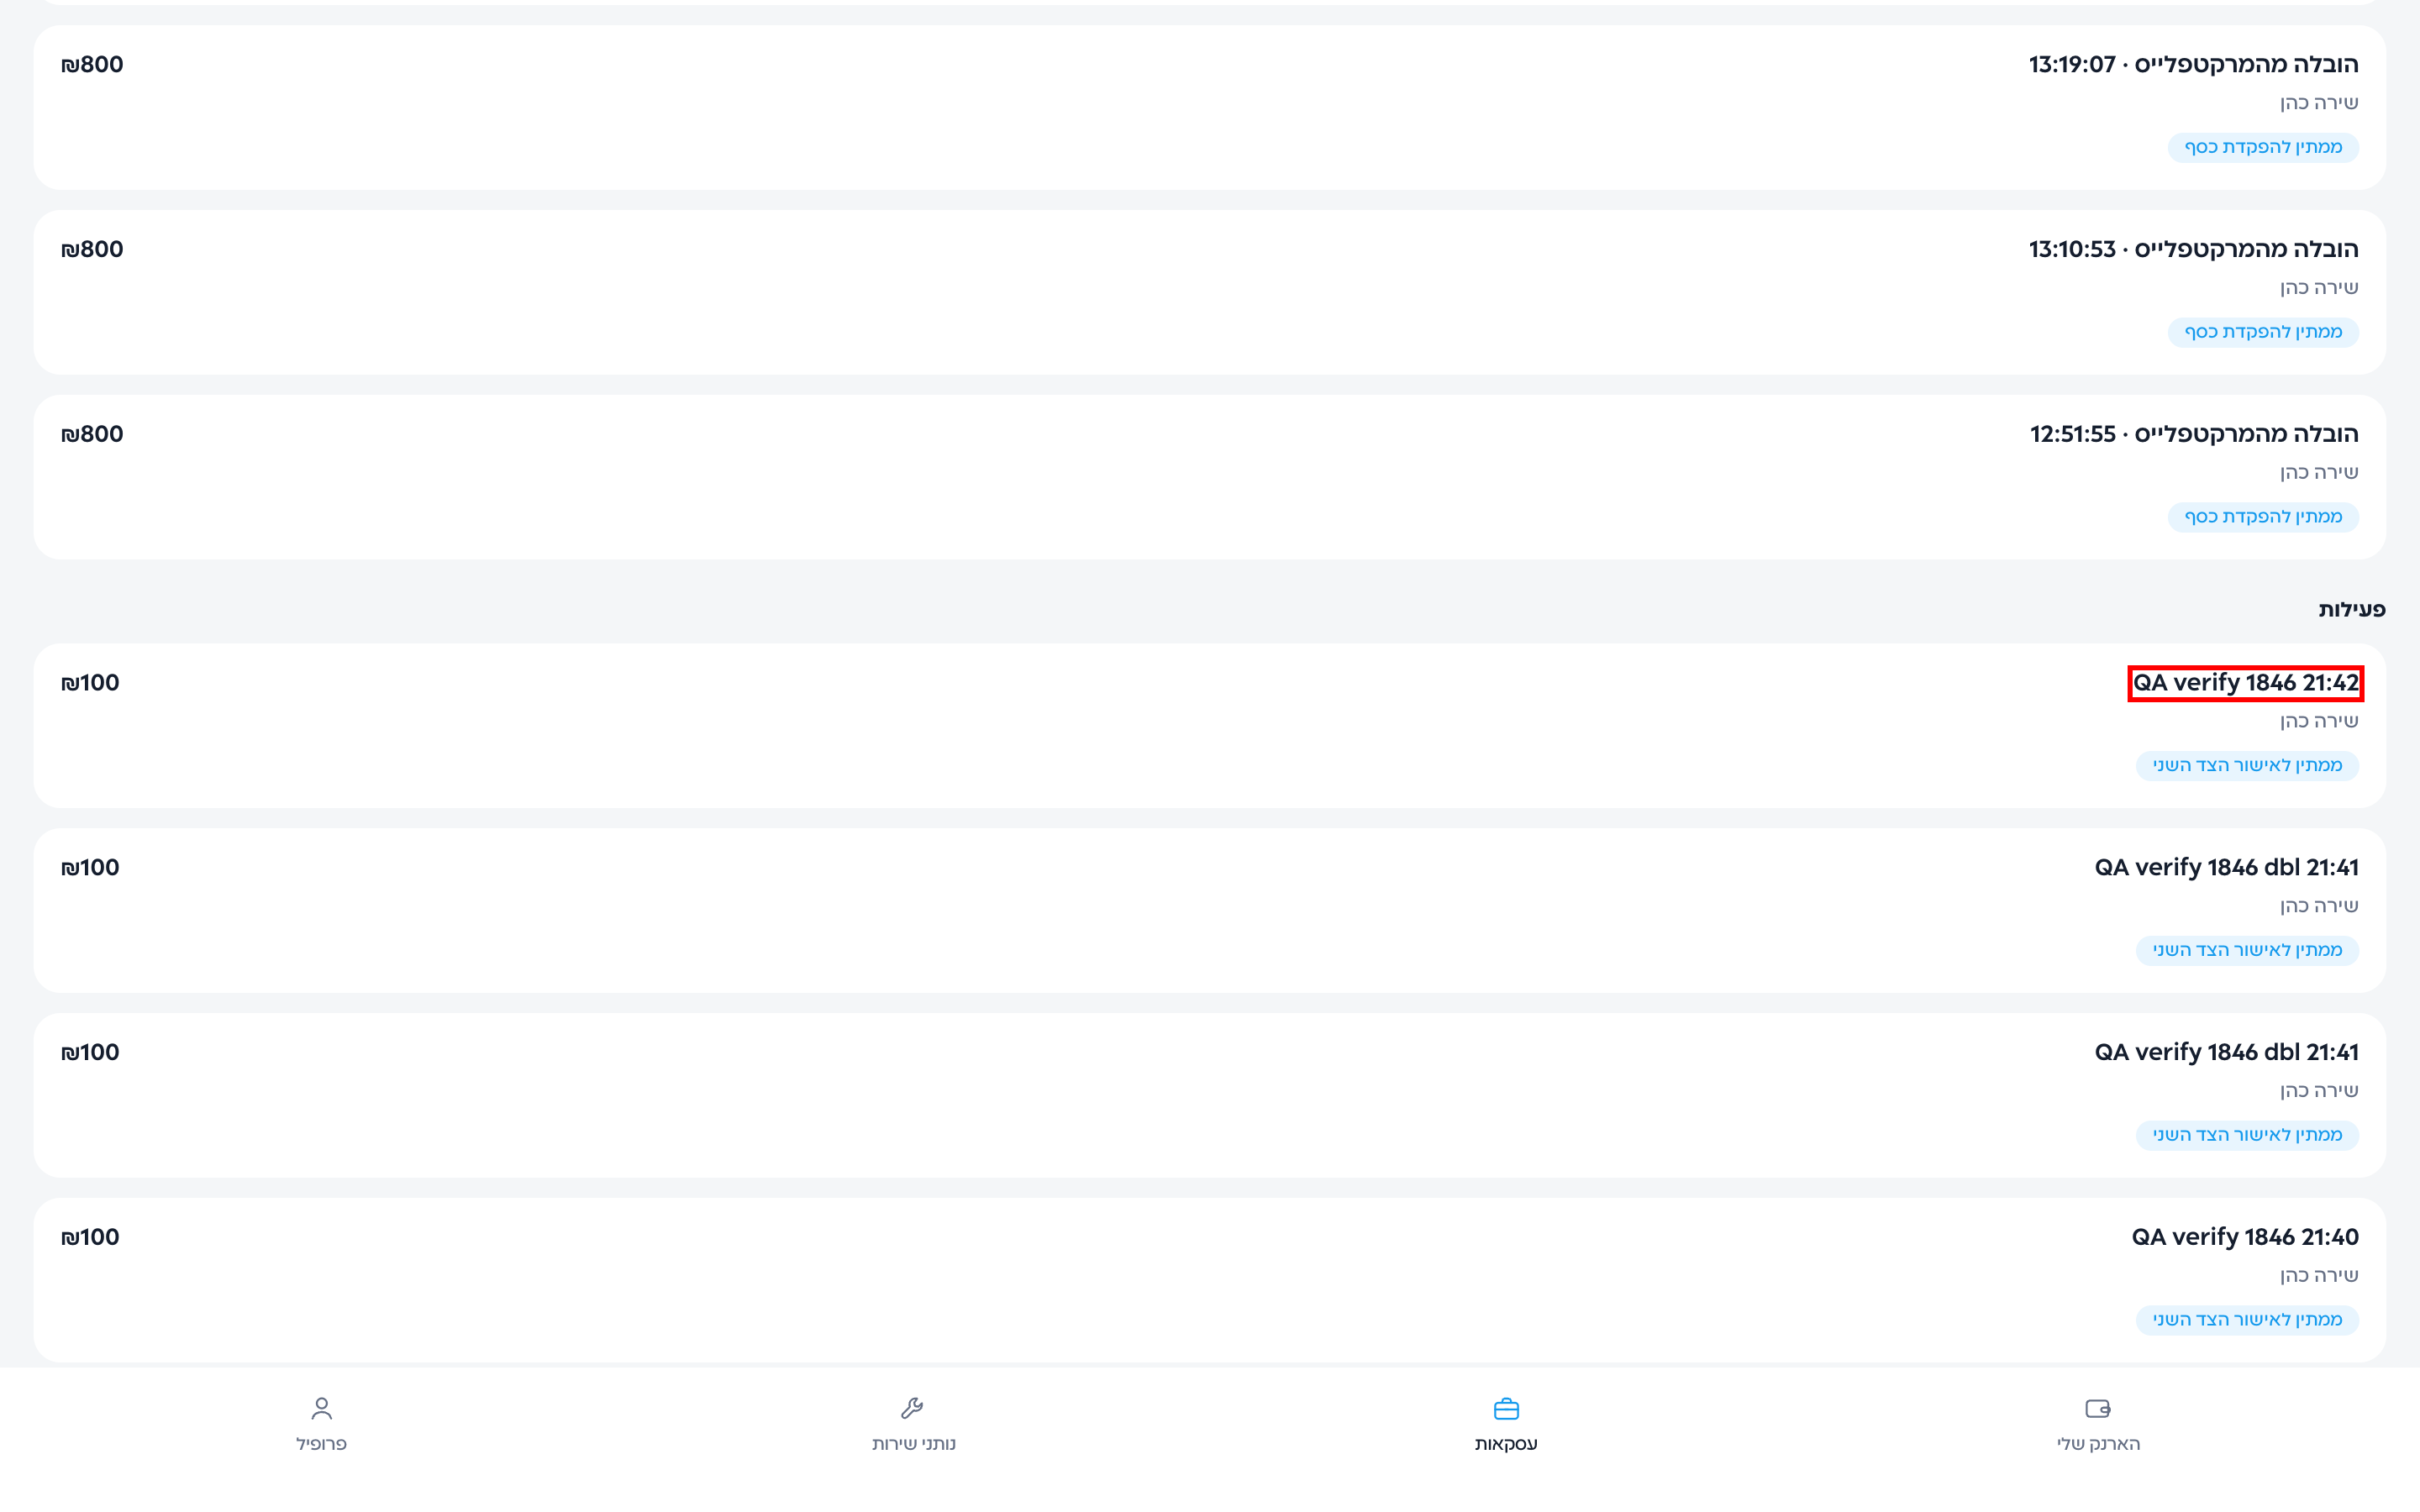 הובלה מהמרקטפלייס · 13:19:07
₪800
שירה כהן
ממתין להפקדת כסף
הובלה מהמרקטפלייס · 13:10:53
₪800
שירה כהן
ממתין להפקדת כסף
הובלה מהמרקטפלייס · 12:51:55
₪800
שירה כהן
ממתין להפקדת כסף
פעילות
QA verify 1846 21:42
₪100
שירה כהן
ממתין לאישור הצד השני
QA verify 1846 dbl 21:41
₪100
שירה כהן
ממתין לאישור הצד השני
QA verify 1846 dbl 21:41
₪100
שירה כהן
ממתין לאישור הצד השני
QA verify 1846 21:40
₪100
שירה כהן
ממתין לאישור הצד השני
הארנק שלי
עסקאות
נותני שירות
פרופיל